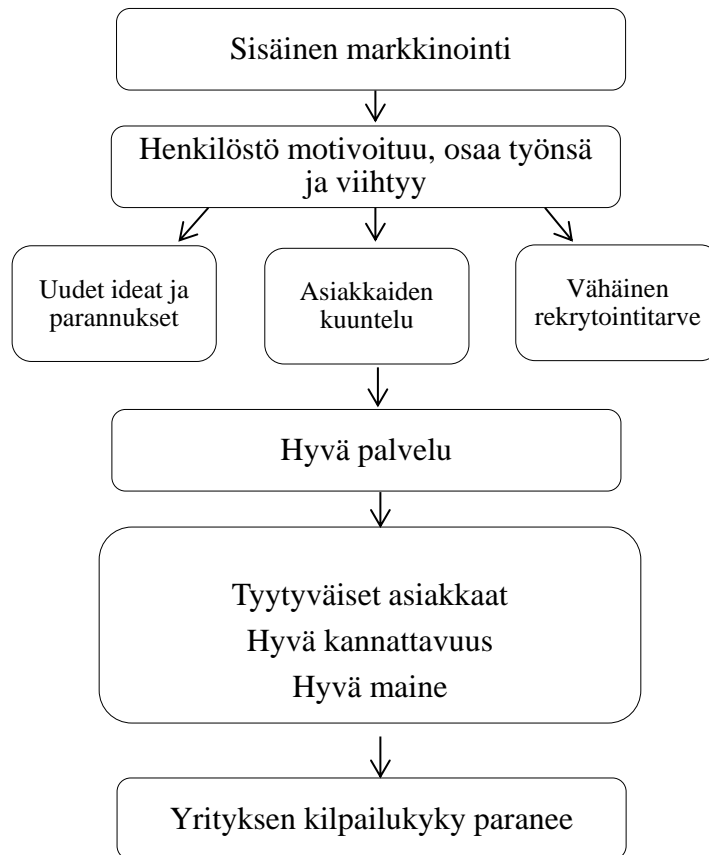 Sisäinen markkinointi
Henkilöstö motivoituu, osaa työnsä
ja viihtyy
Uudet ideat ja
parannukset
Asiakkaiden
kuuntelu
Vähäinen
rekrytointitarve
Hyvä palvelu
Tyytyväiset asiakkaat
Hyvä kannattavuus
Hyvä maine
Yrityksen kilpailukyky paranee